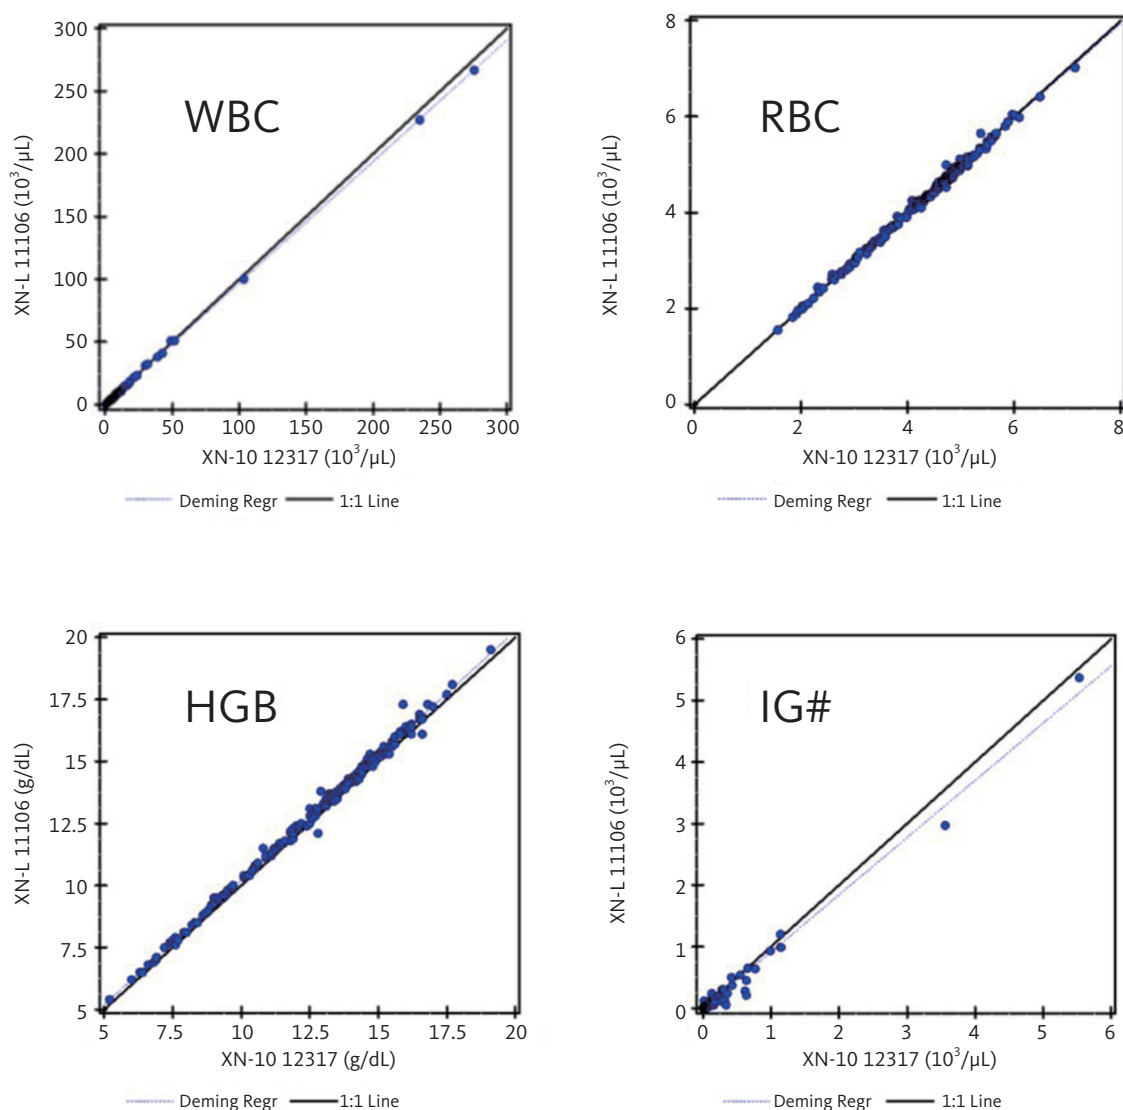 WBC
XN-L 11106 (10³/µL)
300
250
200
150
100
50
0
0 50 100 150 200 250 300
XN-10 12317 (10³/µL)
Deming Regr 1:1 Line
RBC
XN-L 11106 (10³/µL)
8
6
4
2
0
0 2 4 6 8
XN-10 12317 (10³/µL)
Deming Regr 1:1 Line
HGB
XN-L 11106 (g/dL)
20
17.5
15
12.5
10
7.5
5
5 7.5 10 12.5 15 17.5 20
XN-10 12317 (g/dL)
Deming Regr 1:1 Line
IG#
XN-L 11106 (10³/µL)
6
5
4
3
2
1
0
0 1 2 3 4 5 6
XN-10 12317 (10³/µL)
Deming Regr 1:1 Line